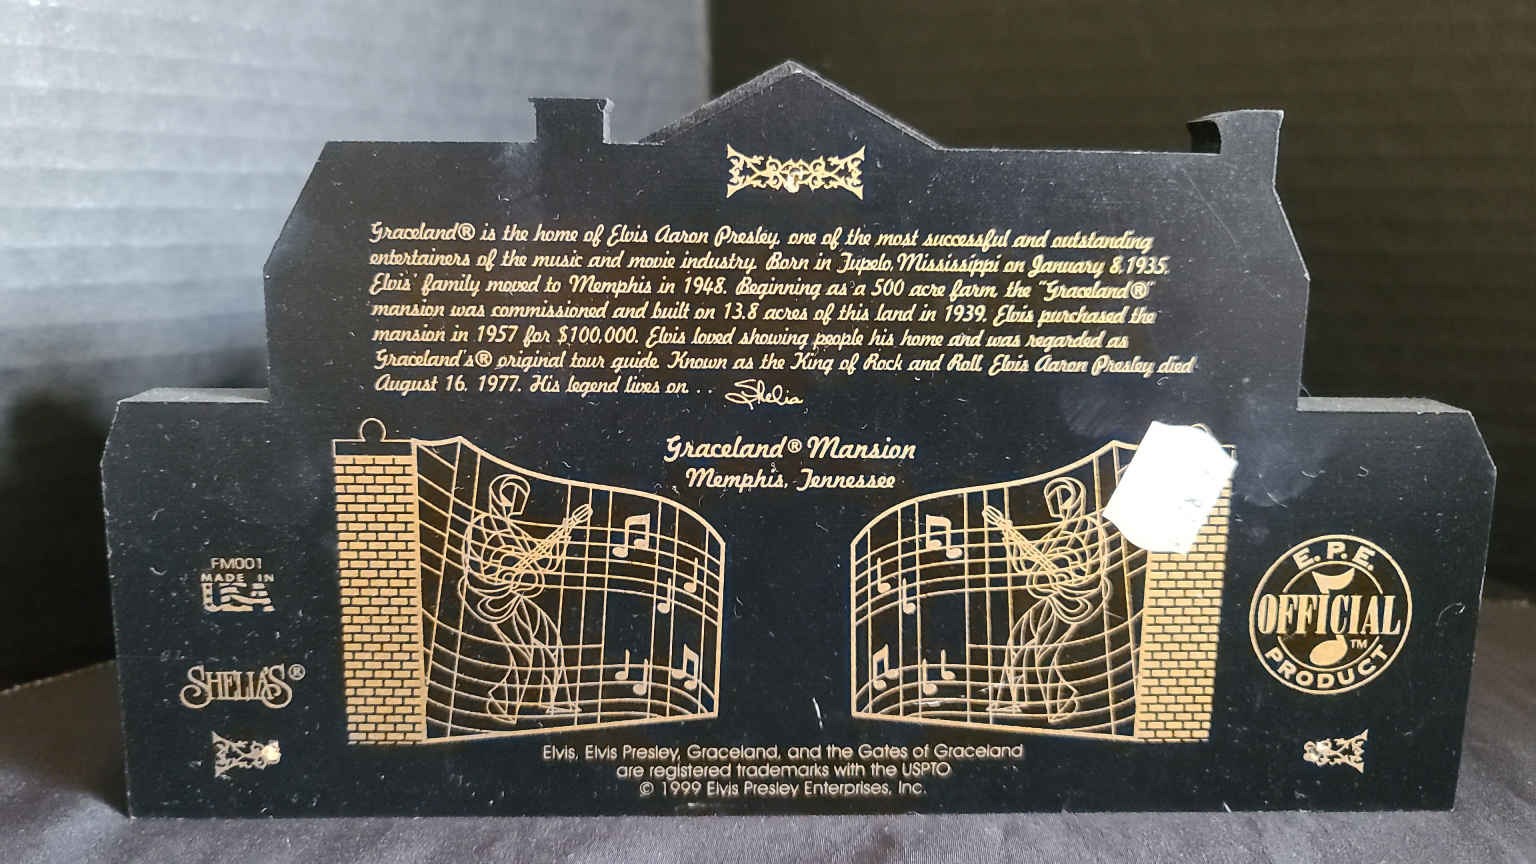 Graceland® is the home of Elvis Aaron Presley, one of the most successful and outstanding
entertainers of the music and movie industry. Born in Tupelo, Mississippi on January 8, 1935.
Elvis' family moved to Memphis in 1948. Beginning as a 500 acre farm, the "Graceland®"
mansion was commissioned and built on 13.8 acres of this land in 1939. Elvis purchased the
mansion in 1957 for $100,000. Elvis loved showing people his home and was regarded as
Graceland's® original tour guide. Known as the King of Rock and Roll, Elvis Aaron Presley died
August 16, 1977. His legend lives on . . .
Shelia
Graceland® Mansion
Memphis, Tennessee
FM001
MADE IN
USA
SHELIA'S®
E.P.E.
OFFICIAL™
PRODUCT
Elvis, Elvis Presley, Graceland, and the Gates of Graceland
are registered trademarks with the USPTO
© 1999 Elvis Presley Enterprises, Inc.